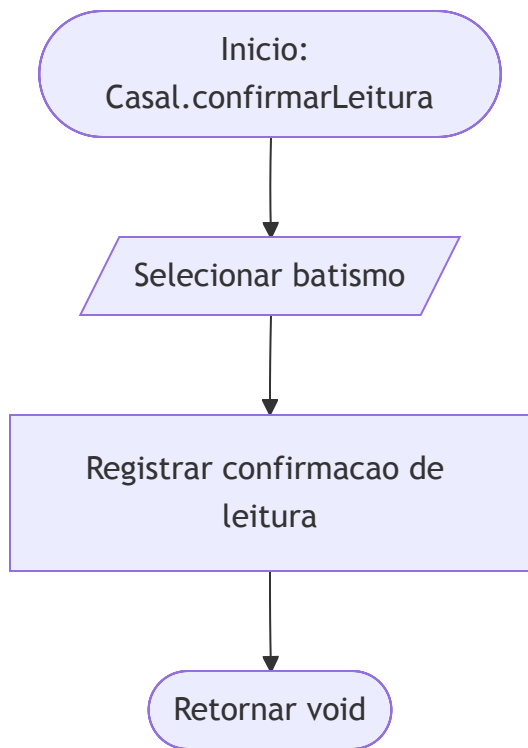 Inicio:
Casal.confirmarLeitura
Selecionar batismo
Registrar confirmacao de
leitura
Retornar void